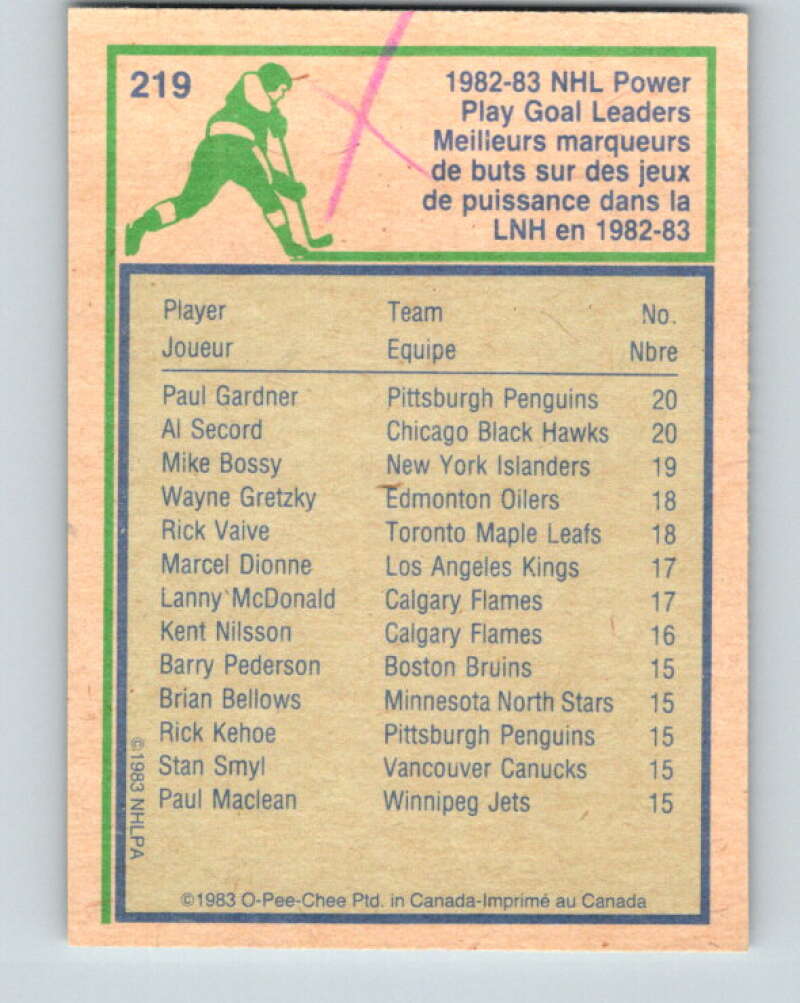 219
1982-83 NHL Power
Play Goal Leaders
Meilleurs marqueurs
de buts sur des jeux
de puissance dans la
LNH en 1982-83
Player Team No.
Joueur Equipe Nbre
Paul Gardner Pittsburgh Penguins 20
Al Secord Chicago Black Hawks 20
Mike Bossy New York Islanders 19
Wayne Gretzky Edmonton Oilers 18
Rick Vaive Toronto Maple Leafs 18
Marcel Dionne Los Angeles Kings 17
Lanny McDonald Calgary Flames 17
Kent Nilsson Calgary Flames 16
Barry Pederson Boston Bruins 15
Brian Bellows Minnesota North Stars 15
Rick Kehoe Pittsburgh Penguins 15
Stan Smyl Vancouver Canucks 15
Paul Maclean Winnipeg Jets 15
©1983 NHLPA
©1983 O-Pee-Chee Ptd. in Canada-Imprimé au Canada